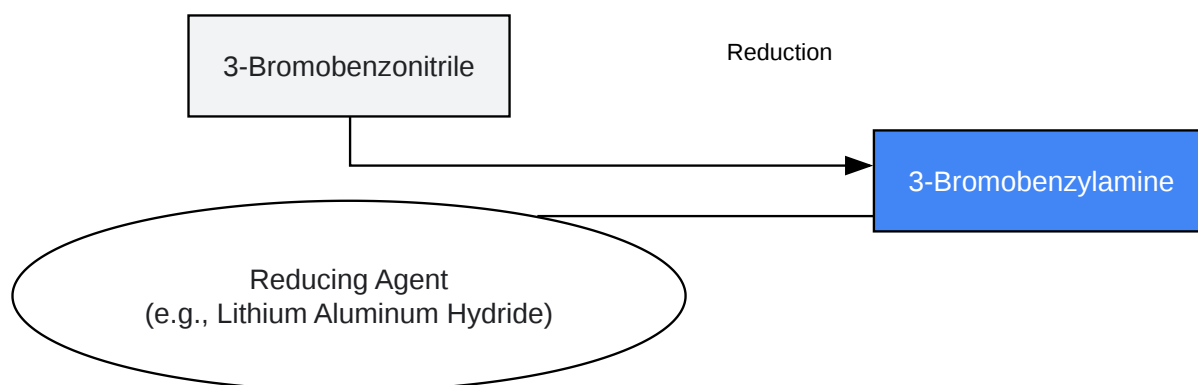 3-Bromobenzonitrile
Reduction
3-Bromobenzylamine
Reducing Agent
(e.g., Lithium Aluminum Hydride)